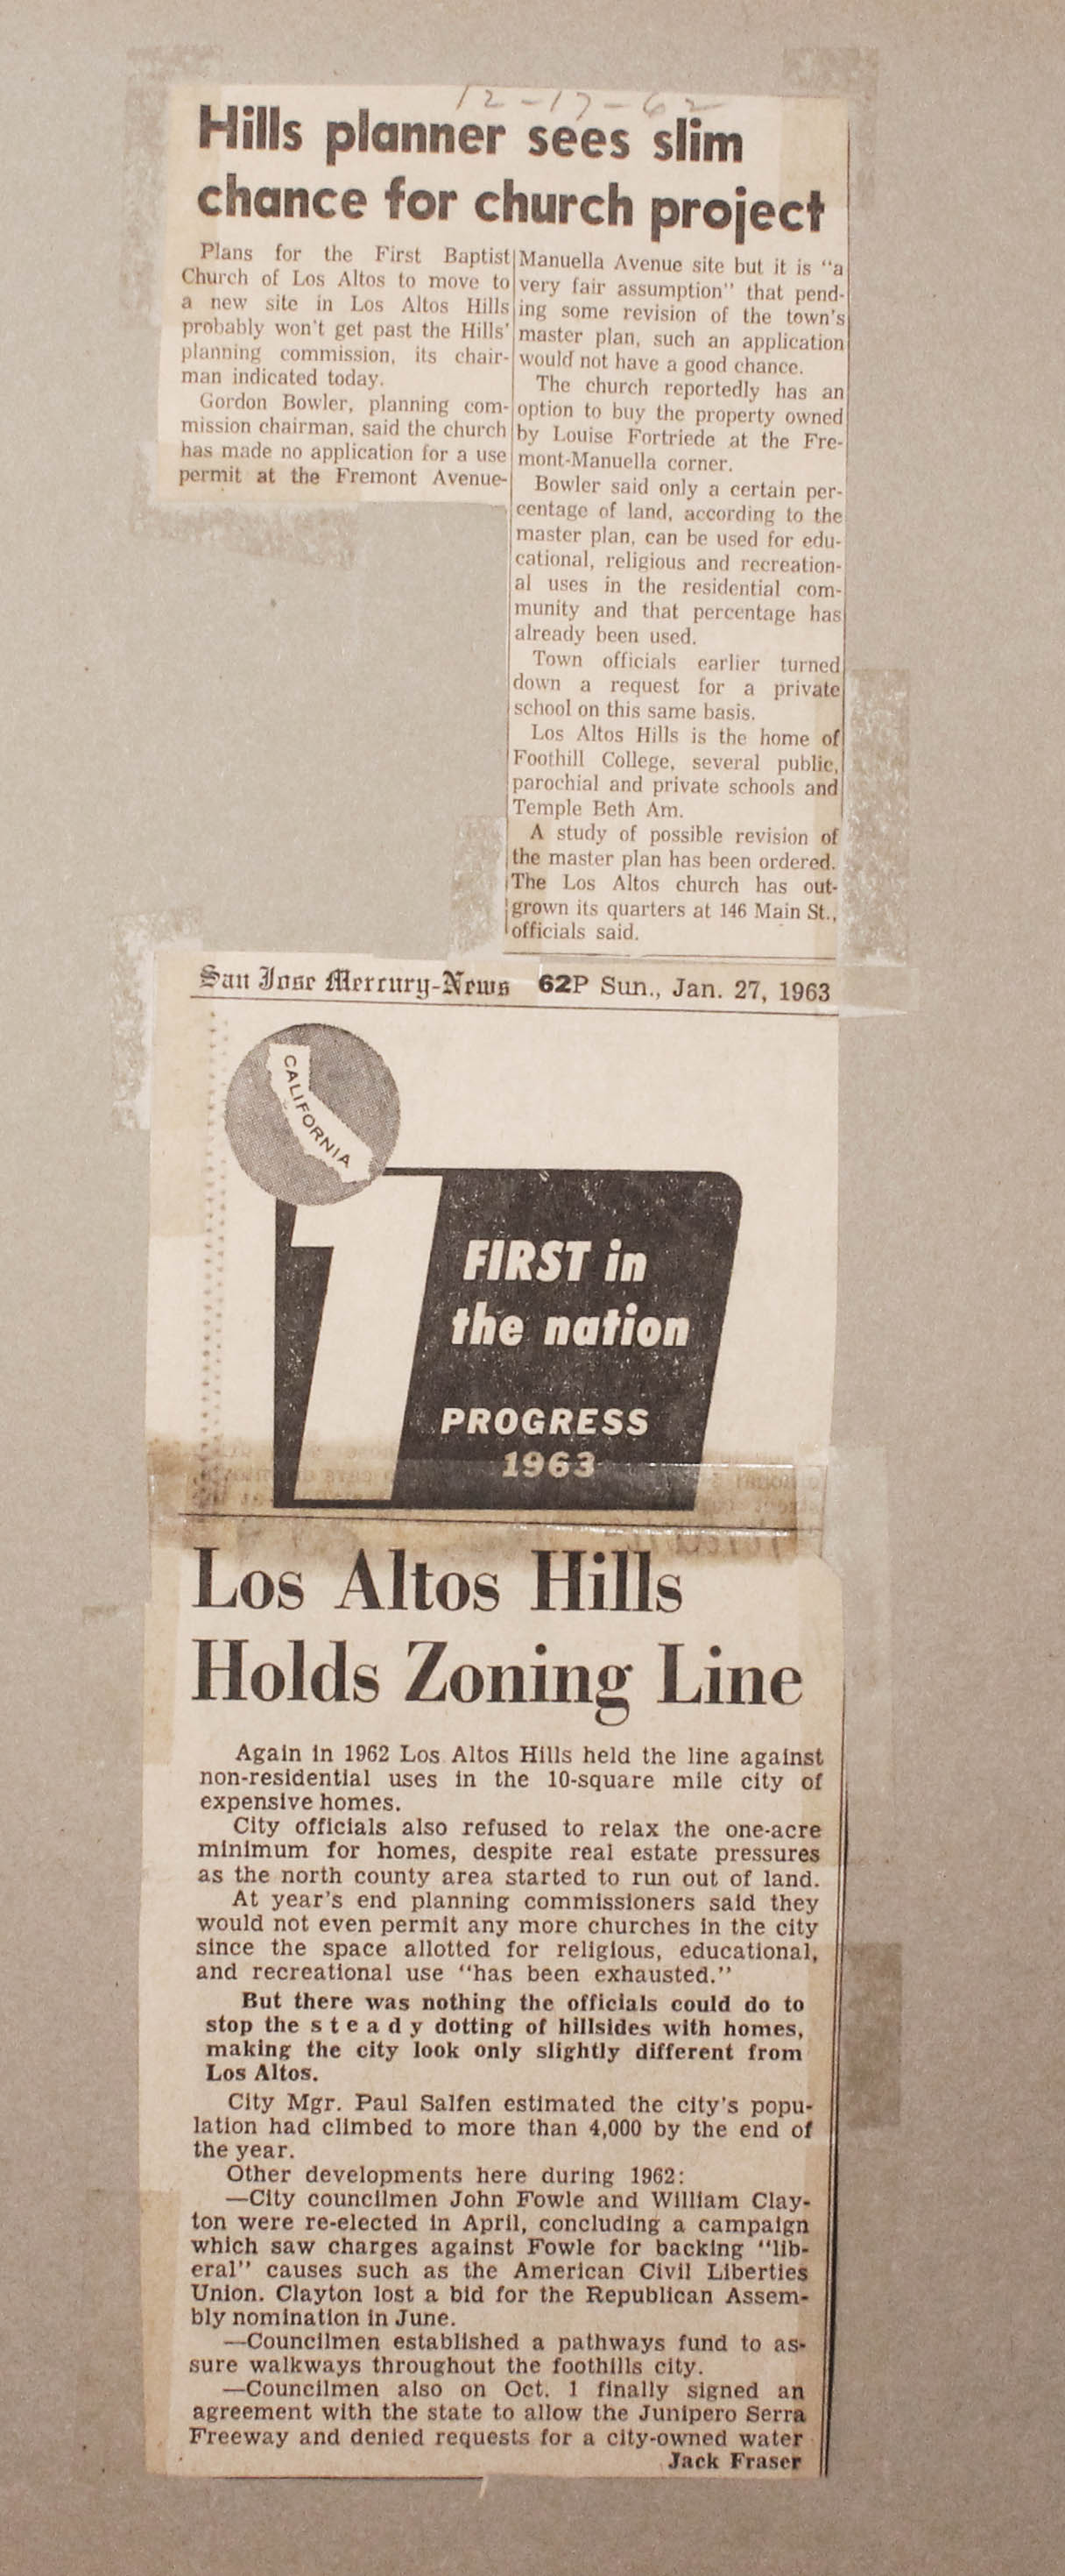 12-17-62
Hills planner sees slim
chance for church project
Plans for the First Baptist
Church of Los Altos to move to
a new site in Los Altos Hills
probably won't get past the Hills'
planning commission, its chair-
man indicated today.
Gordon Bowler, planning com-
mission chairman, said the church
has made no application for a use
permit at the Fremont Avenue-
Manuella Avenue site but it is "a
very fair assumption" that pend-
ing some revision of the town's
master plan, such an application
would not have a good chance.
The church reportedly has an
option to buy the property owned
by Louise Fortriede at the Fre-
mont-Manuella corner.
Bowler said only a certain per-
centage of land, according to the
master plan, can be used for edu-
cational, religious and recreation-
al uses in the residential com-
munity and that percentage has
already been used.
Town officials earlier turned
down a request for a private
school on this same basis.
Los Altos Hills is the home of
Foothill College, several public,
parochial and private schools and
Temple Beth Am.
A study of possible revision of
the master plan has been ordered.
The Los Altos church has out-
grown its quarters at 146 Main St.,
officials said.
San Jose Mercury-News 62P Sun., Jan. 27, 1963
CALIFORNIA
1
FIRST in
the nation
PROGRESS
1963
Los Altos Hills
Holds Zoning Line
Again in 1962 Los Altos Hills held the line against
non-residential uses in the 10-square mile city of
expensive homes.
City officials also refused to relax the one-acre
minimum for homes, despite real estate pressures
as the north county area started to run out of land.
At year's end planning commissioners said they
would not even permit any more churches in the city
since the space allotted for religious, educational,
and recreational use "has been exhausted."
But there was nothing the officials could do to
stop the steady dotting of hillsides with homes,
making the city look only slightly different from
Los Altos.
City Mgr. Paul Salfen estimated the city's popu-
lation had climbed to more than 4,000 by the end of
the year.
Other developments here during 1962:
—City councilmen John Fowle and William Clay-
ton were re-elected in April, concluding a campaign
which saw charges against Fowle for backing "lib-
eral" causes such as the American Civil Liberties
Union. Clayton lost a bid for the Republican Assem-
bly nomination in June.
—Councilmen established a pathways fund to as-
sure walkways throughout the foothills city.
—Councilmen also on Oct. 1 finally signed an
agreement with the state to allow the Junipero Serra
Freeway and denied requests for a city-owned water
Jack Fraser